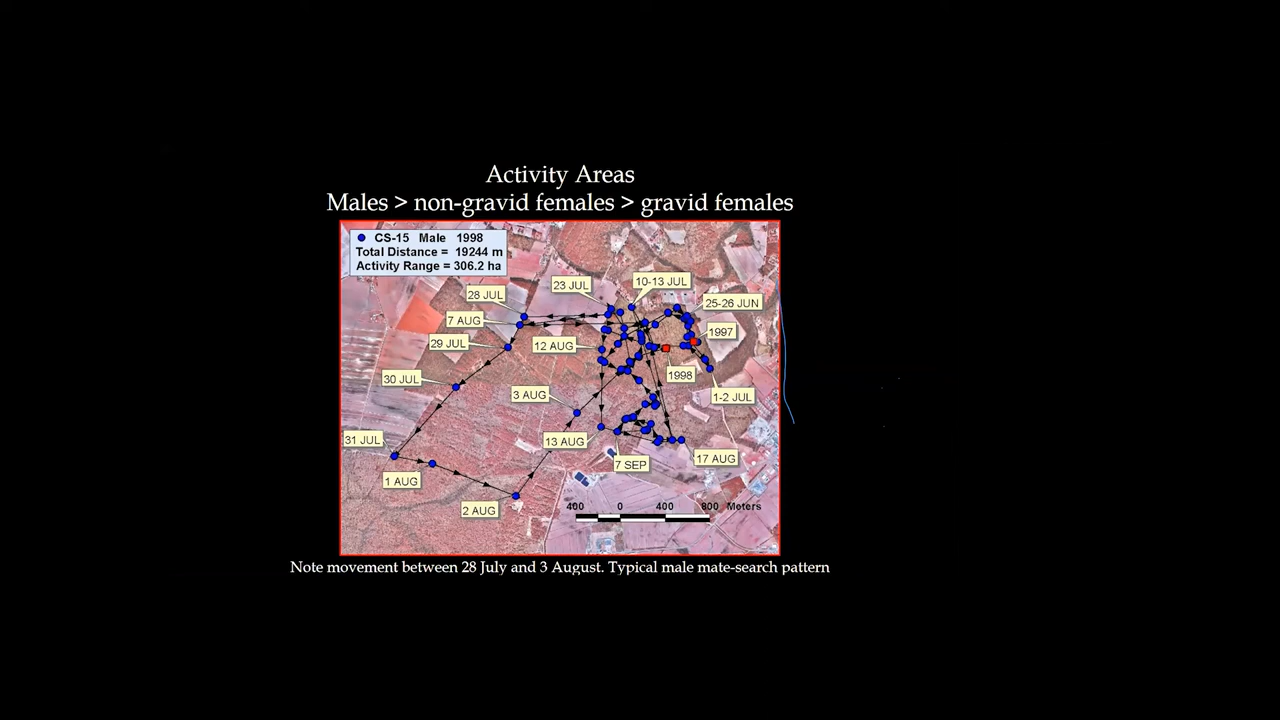 Activity Areas
Males > non-gravid females > gravid females
CS-15 Male 1998
Total Distance = 19244 m
Activity Range = 306.2 ha
10-13 JUL
23 JUL
28 JUL
25-26 JUN
7 AUG
1997
29 JUL
12 AUG
1998
30 JUL
3 AUG
1-2 JUL
31 JUL
13 AUG
17 AUG
7 SEP
1 AUG
2 AUG
400 0 400 800 Meters
Note movement between 28 July and 3 August. Typical male mate-search pattern